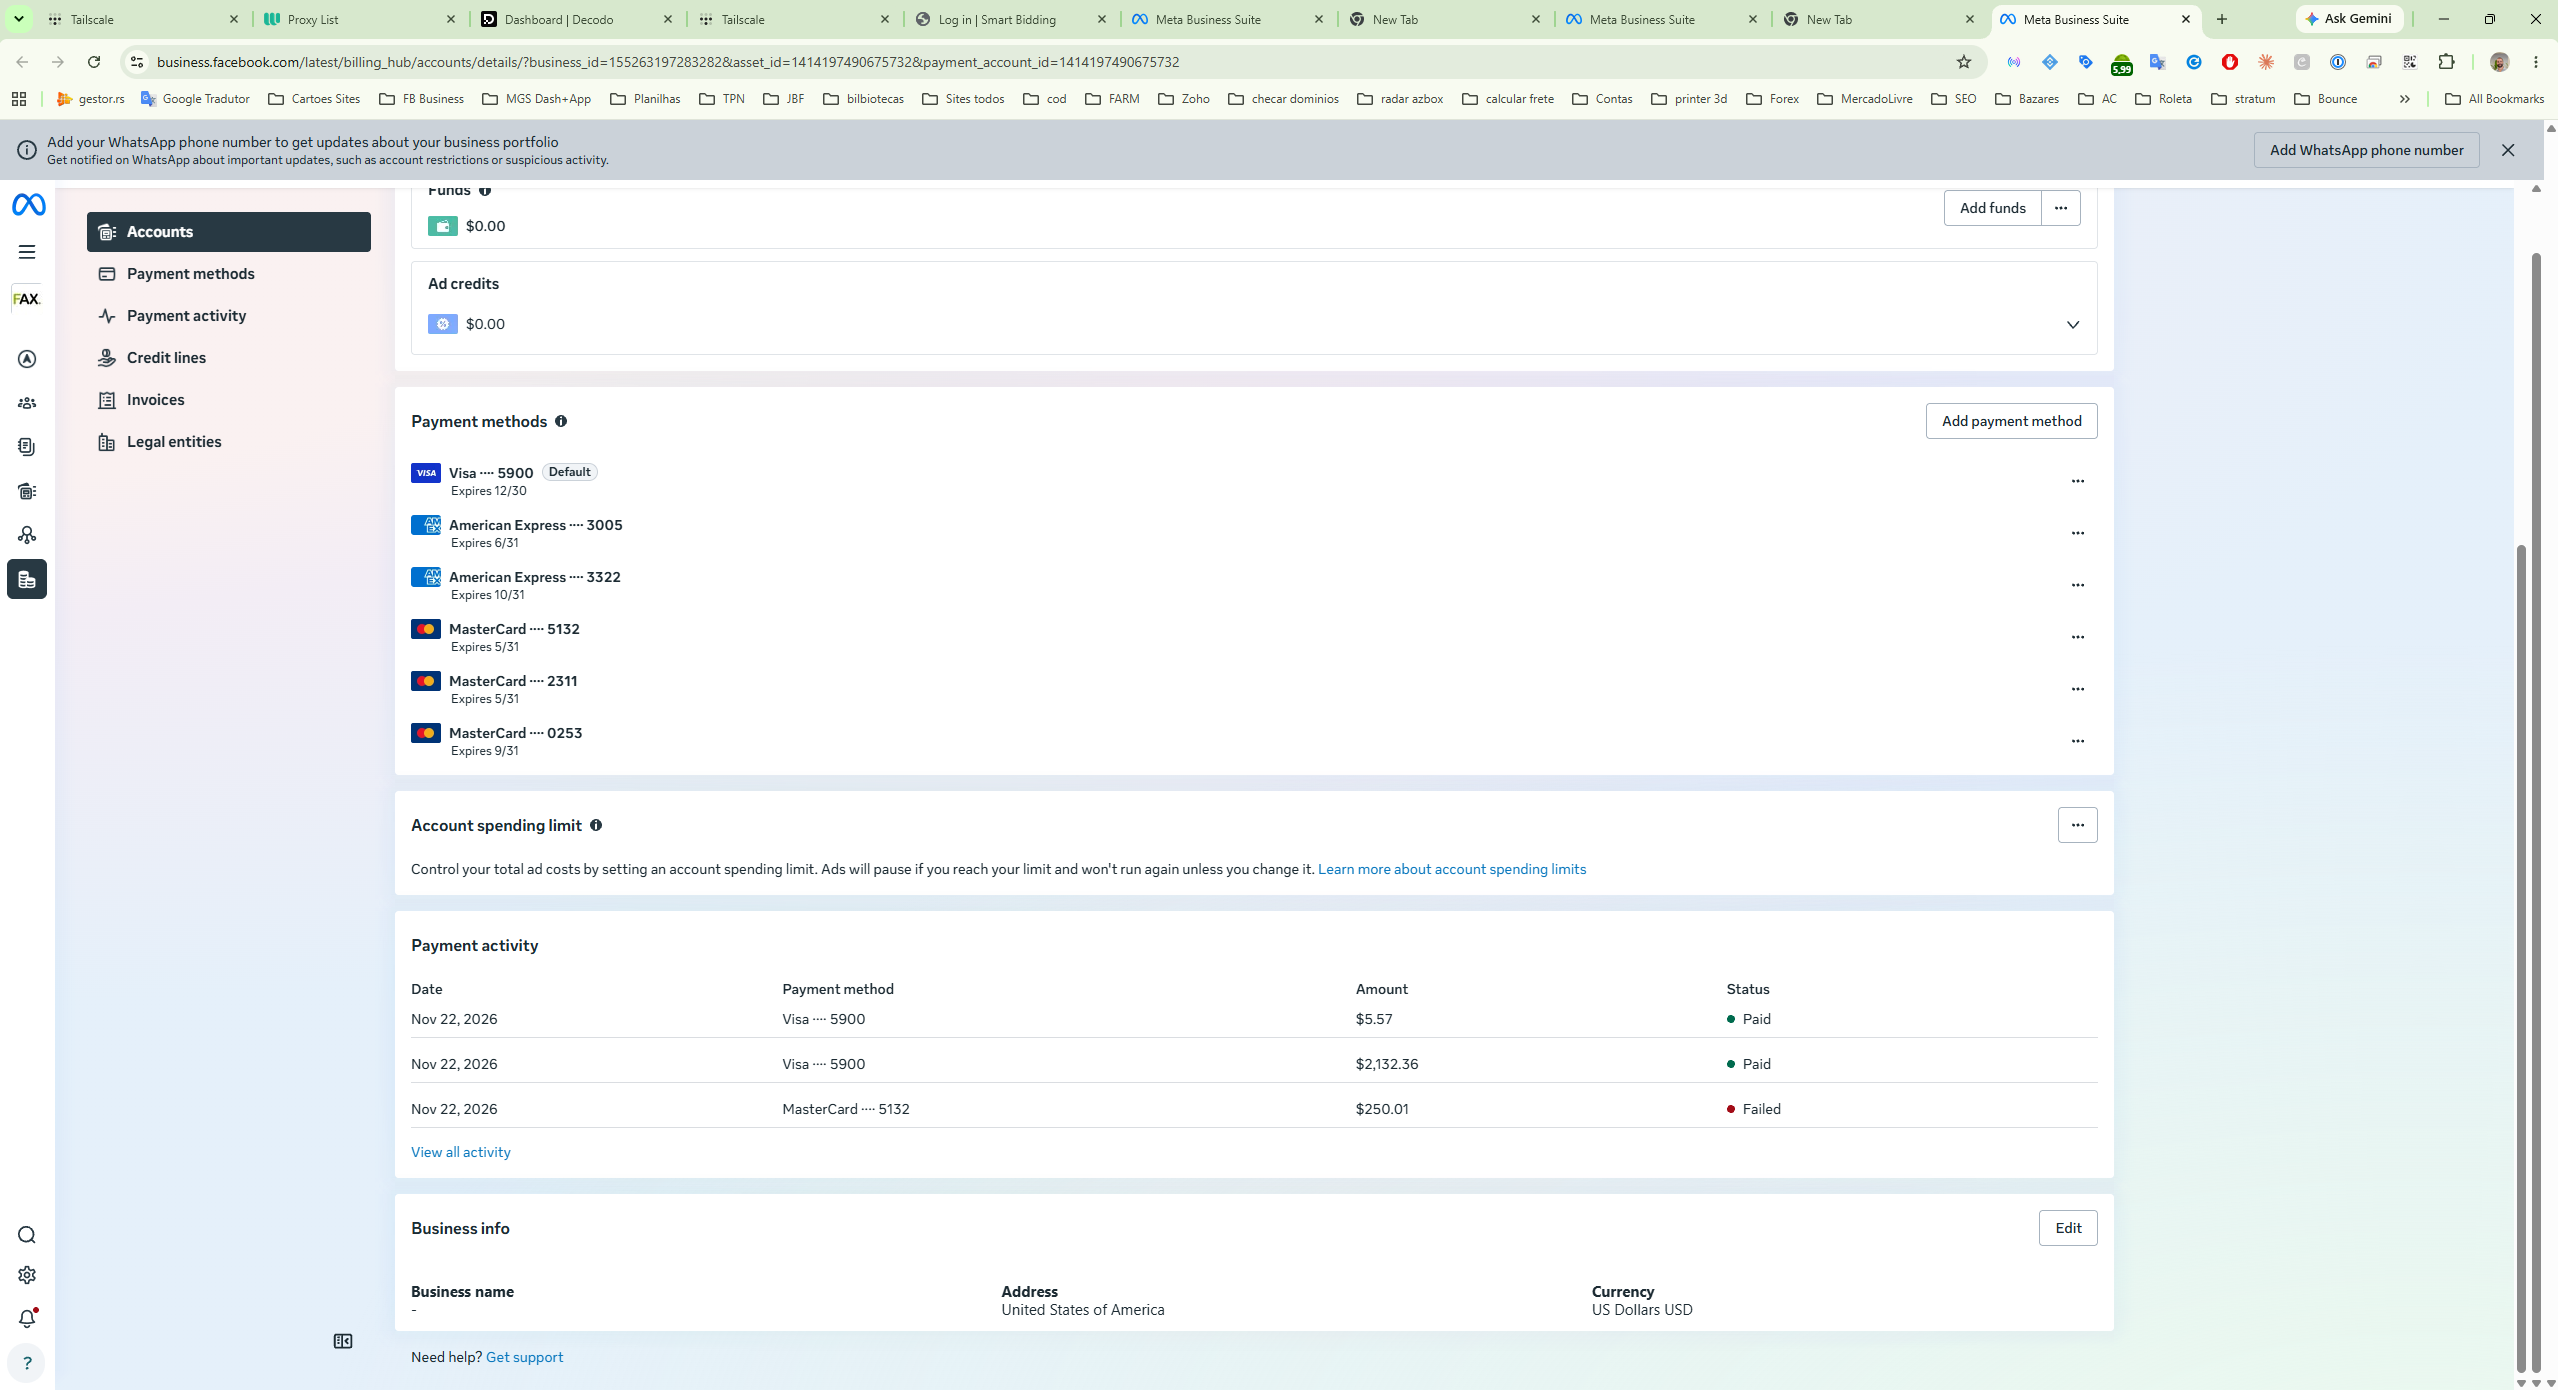 Tailscale
Proxy List
Dashboard | Decodo
Tailscale
Log in | Smart Bidding
Meta Business Suite
New Tab
Meta Business Suite
New Tab
Meta Business Suite
Ask Gemini
business.facebook.com/latest/billing_hub/accounts/details/?business_id=155263197283282&asset_id=1414197490675732&payment_account_id=1414197490675732
5,99
gestor.rs
Google Tradutor
Cartoes Sites
FB Business
MGS Dash+App
Planilhas
TPN
JBF
bilbiotecas
Sites todos
cod
FARM
Zoho
checar dominios
radar azbox
calcular frete
Contas
printer 3d
Forex
MercadoLivre
SEO
Bazares
AC
Roleta
stratum
Bounce
All Bookmarks
Add your WhatsApp phone number to get updates about your business portfolio
Get notified on WhatsApp about important updates, such as account restrictions or suspicious activity.
Add WhatsApp phone number
FAX.
Accounts
Payment methods
Payment activity
Credit lines
Invoices
Legal entities
Funds
$0.00
Add funds
Ad credits
$0.00
Payment methods
Add payment method
VISA Visa ···· 5900 Default
Expires 12/30
AM EX American Express ···· 3005
Expires 6/31
AM EX American Express ···· 3322
Expires 10/31
MasterCard ···· 5132
Expires 5/31
MasterCard ···· 2311
Expires 5/31
MasterCard ···· 0253
Expires 9/31
Account spending limit
Control your total ad costs by setting an account spending limit. Ads will pause if you reach your limit and won't run again unless you change it. Learn more about account spending limits
Payment activity
Date Payment method Amount Status
Nov 22, 2026 Visa ···· 5900 $5.57 Paid
Nov 22, 2026 Visa ···· 5900 $2,132.36 Paid
Nov 22, 2026 MasterCard ···· 5132 $250.01 Failed
View all activity
Business info
Edit
Business name Address Currency
- United States of America US Dollars USD
Need help? Get support